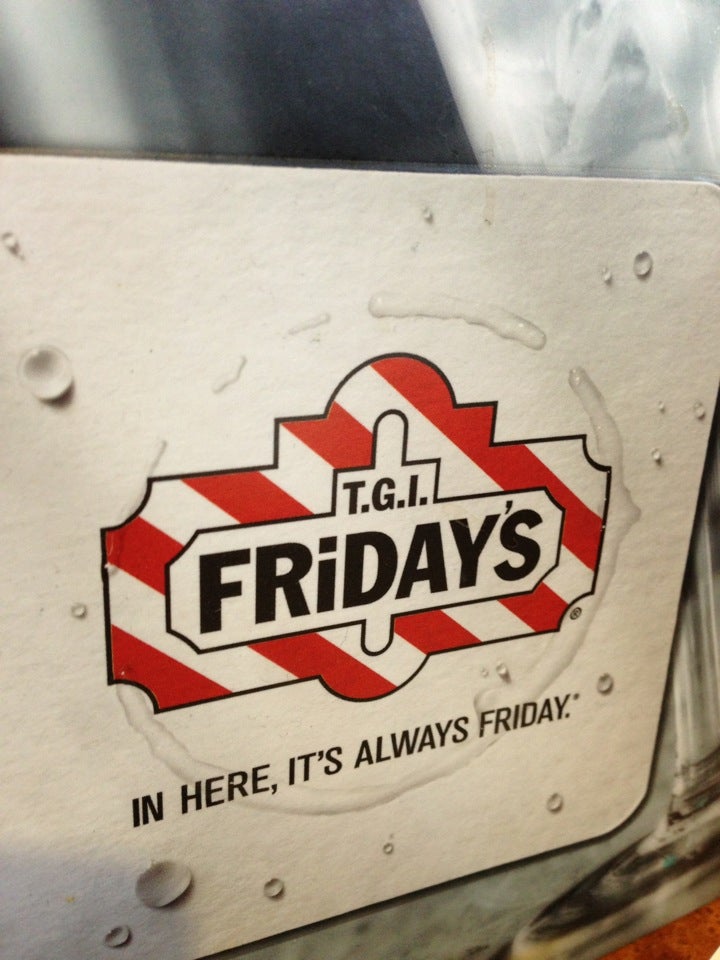 T.G.I.
FRiDAY'S
®
IN HERE, IT'S ALWAYS FRIDAY.®